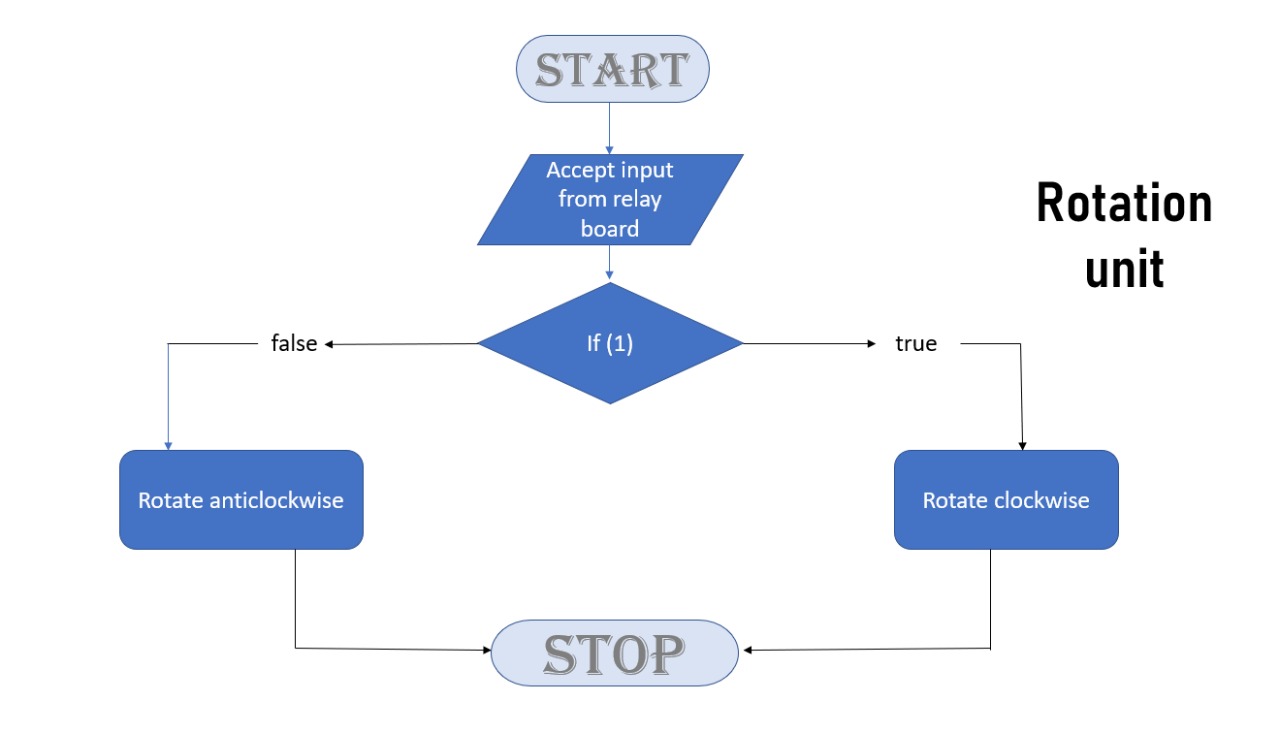 START
Accept input
from relay
board
Rotation
unit
false
If (1)
true
Rotate anticlockwise
Rotate clockwise
STOP